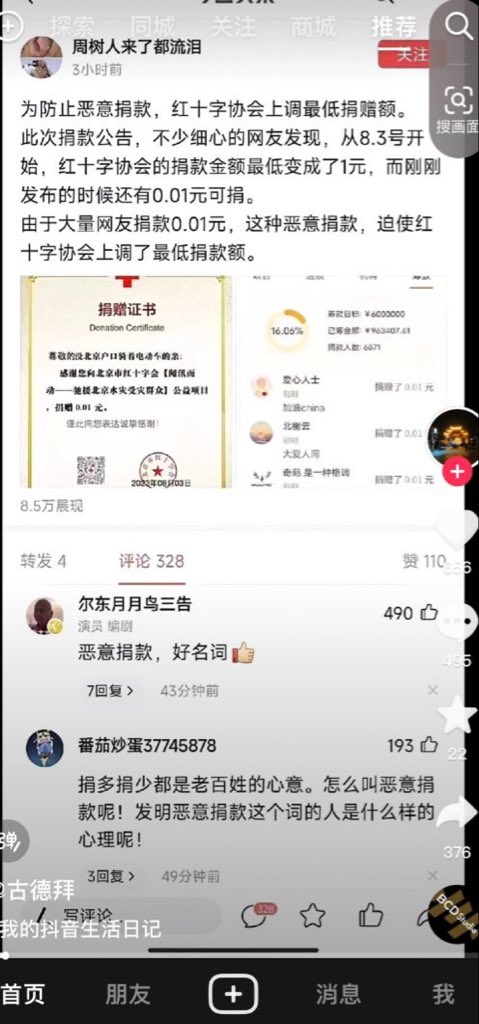 探索 同城 关注 商城 推荐
周树人来了都流泪
3小时前
关注
搜画面
为防止恶意捐款，红十字协会上调最低捐赠额。
此次捐款公告，不少细心的网友发现，从8.3号开
始，红十字协会的捐款金额最低变成了1元，而刚刚
发布的时候还有0.01元可捐。
由于大量网友捐款0.01元，这种恶意捐款，迫使红
十字协会上调了最低捐款额。
捐赠证书
Donation Certificate
尊敬的没北京户口骑着电动车的亲:
感谢您向北京市红十字会【闻汛而
动——驰援北京水灾受灾群众】公益项目
，捐赠 0.01 元。
谨此向您表达诚挚感谢！
2023年08月03日
16.06%
筹款目标: ￥6000000
已筹金额: ￥963407.61
捐款人数: 6871
爱心人士
刚刚
加油china
捐赠了 0.01 元
北榭云
刚刚
大爱人间
捐赠了 0.01
奇葩 是一种格调
捐赠了 0.01 元
8.5万展现
转发 4
评论 328
赞 110
656
尔东月月鸟三告
490
演员 编剧
恶意捐款，好名词
7回复 >
43分钟前
495
番茄炒蛋37745878
193
22
捐多捐少都是老百姓的心意。怎么叫恶意捐
款呢！发明恶意捐款这个词的人是什么样的
心理呢！
376
3回复 >
49分钟前
弹
@古德拜
写评论
328
我的抖音生活日记
BCD Studio
首页 朋友 消息 我